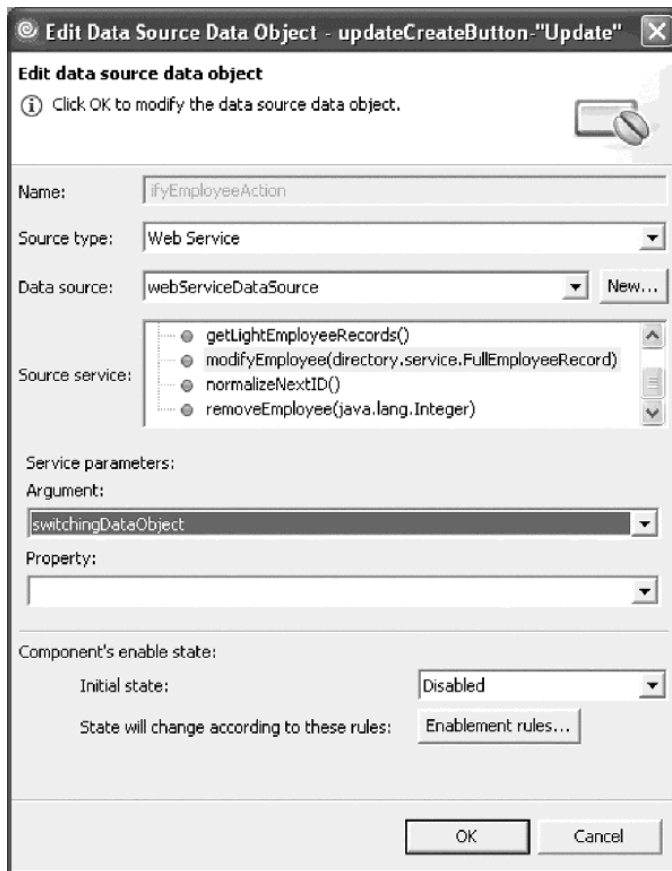 Edit Data Source Data Object - updateCreateButton-"Update"
Edit data source data object
Click OK to modify the data source data object.
Name: ifyEmployeeAction
Source type: Web Service
Data source: webServiceDataSource New...
Source service:
getLightEmployeeRecords()
modifyEmployee(directory.service.FullEmployeeRecord)
normalizeNextID()
removeEmployee(java.lang.Integer)
Service parameters:
Argument:
switchingDataObject
Property:
Component's enable state:
Initial state: Disabled
State will change according to these rules: Enablement rules...
OK Cancel